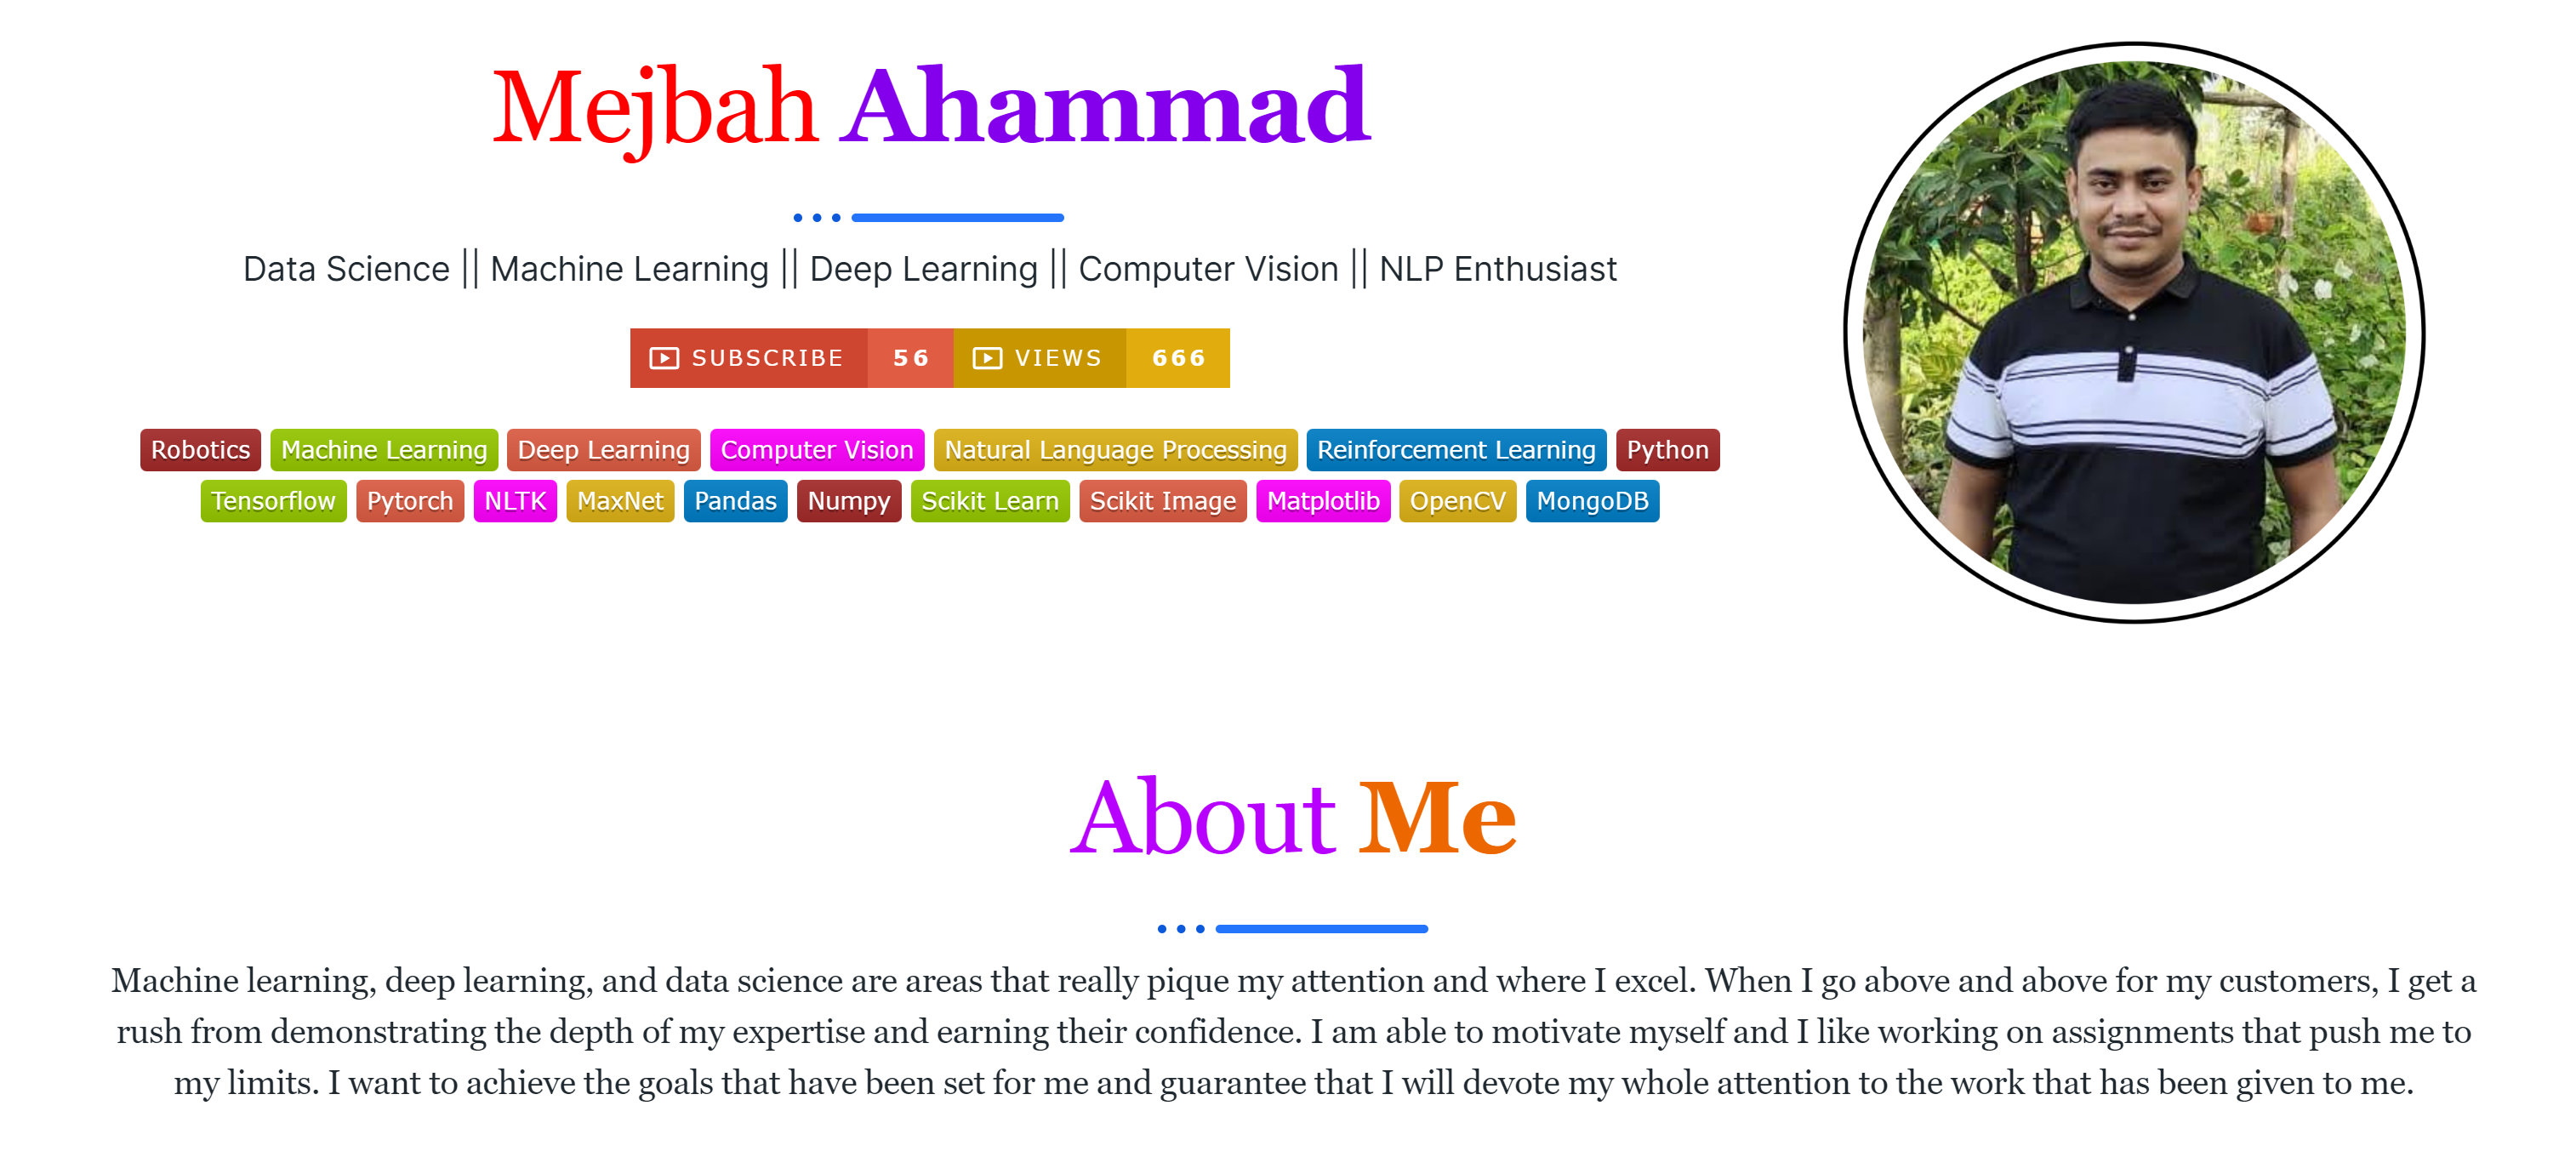 Mejbah Ahammad
Data Science || Machine Learning || Deep Learning || Computer Vision || NLP Enthusiast
SUBSCRIBE 56 VIEWS 666
Robotics Machine Learning Deep Learning Computer Vision Natural Language Processing Reinforcement Learning Python
Tensorflow Pytorch NLTK MaxNet Pandas Numpy Scikit Learn Scikit Image Matplotlib OpenCV MongoDB
About Me
Machine learning, deep learning, and data science are areas that really pique my attention and where I excel. When I go above and above for my customers, I get a
rush from demonstrating the depth of my expertise and earning their confidence. I am able to motivate myself and I like working on assignments that push me to
my limits. I want to achieve the goals that have been set for me and guarantee that I will devote my whole attention to the work that has been given to me.